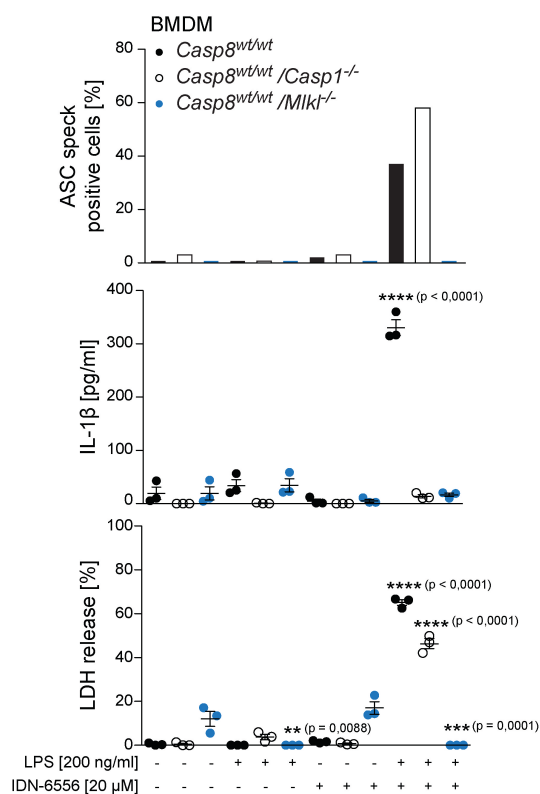 BMDM
Casp8wt/wt
Casp8wt/wt /Casp1-/-
Casp8wt/wt /Mlkl-/-
ASC speck
positive cells [%]
80
60
40
20
0
IL-1β [pg/ml]
400
300
200
100
0
**** (p < 0,0001)
LDH release [%]
100
80
60
40
20
0
**** (p < 0,0001)
**** (p < 0,0001)
** (p = 0,0088)
*** (p = 0,0001)
LPS [200 ng/ml] - - - + + + - - - + + +
IDN-6556 [20 µM] - - - - - - + + + + + +